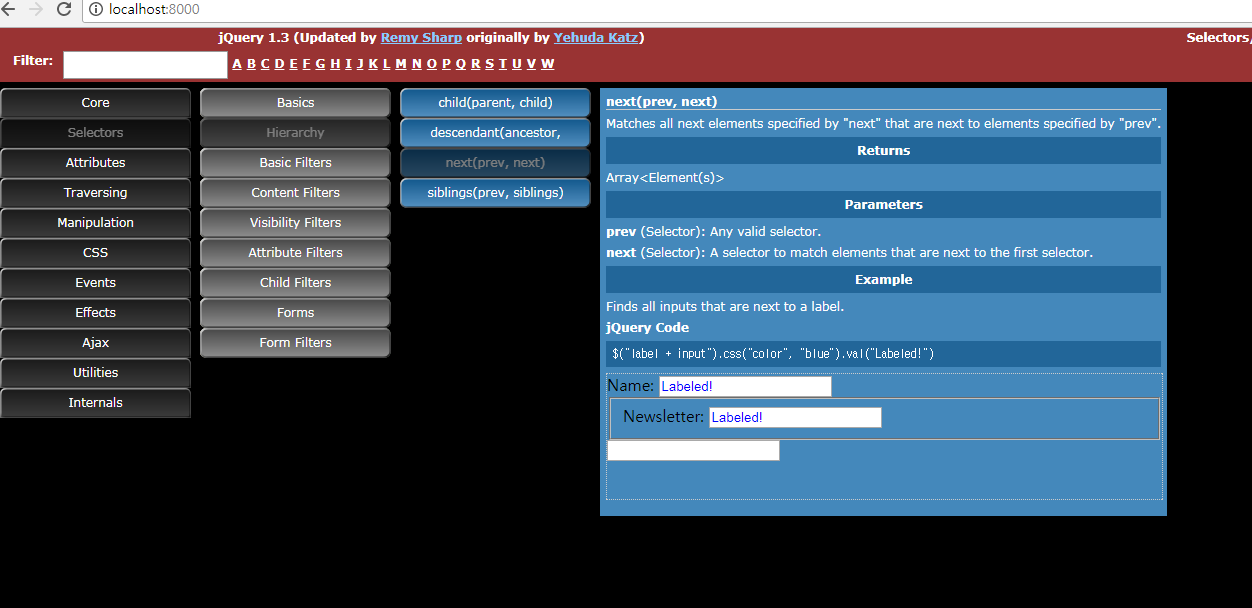 localhost:8000
jQuery 1.3 (Updated by Remy Sharp originally by Yehuda Katz)
Selectors,
Filter:
A B C D E F G H I J K L M N O P Q R S T U V W
Core
Selectors
Attributes
Traversing
Manipulation
CSS
Events
Effects
Ajax
Utilities
Internals
Basics
Hierarchy
Basic Filters
Content Filters
Visibility Filters
Attribute Filters
Child Filters
Forms
Form Filters
child(parent, child)
descendant(ancestor,
next(prev, next)
siblings(prev, siblings)
next(prev, next)
Matches all next elements specified by "next" that are next to elements specified by "prev".
Returns
Array<Element(s)>
Parameters
prev (Selector): Any valid selector.
next (Selector): A selector to match elements that are next to the first selector.
Example
Finds all inputs that are next to a label.
jQuery Code
$("label + input").css("color", "blue").val("Labeled!")
Name: Labeled!
Newsletter: Labeled!